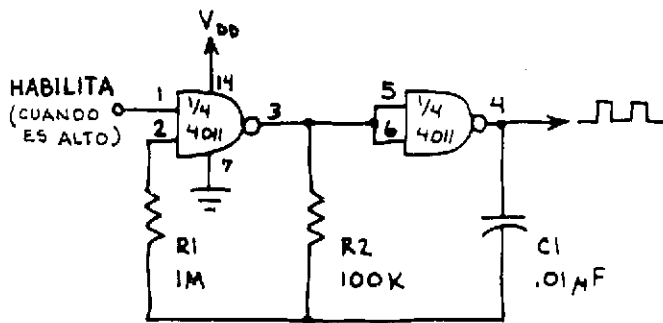 V_DD
HABILITA
(CUANDO
ES ALTO)
1
2
14
1/4
4011
3
7
5
6
1/4
4011
4
R1
1M
R2
100K
C1
.01µF